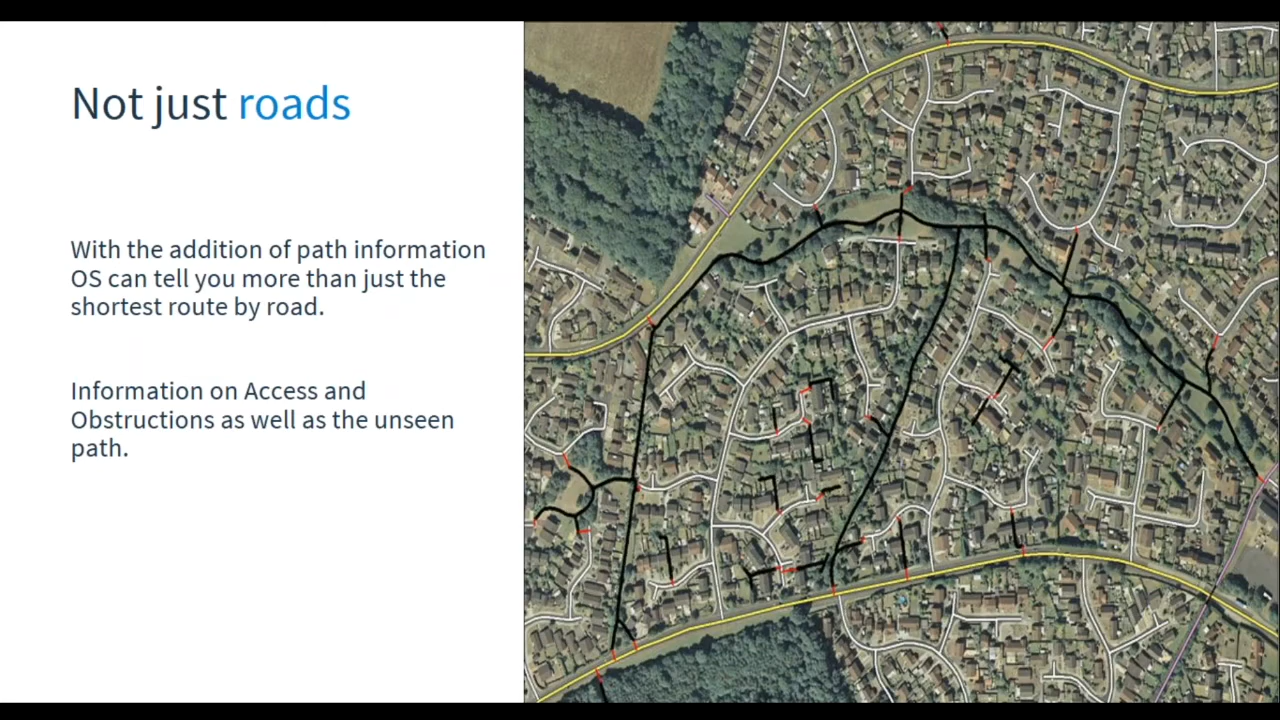 Not just roads
With the addition of path information
OS can tell you more than just the
shortest route by road.
Information on Access and
Obstructions as well as the unseen
path.